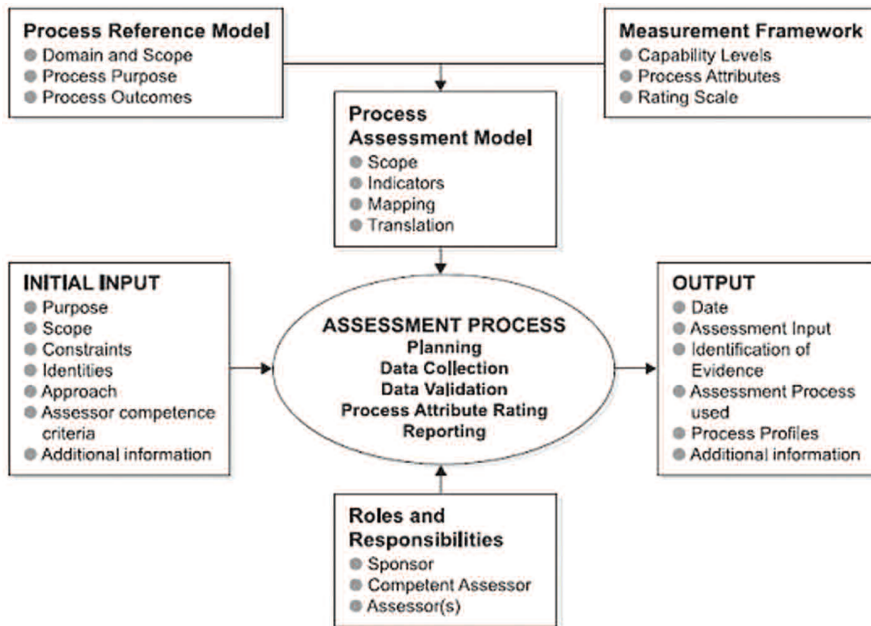 Process Reference Model
Domain and Scope
Process Purpose
Process Outcomes
Measurement Framework
Capability Levels
Process Attributes
Rating Scale
Process
Assessment Model
Scope
Indicators
Mapping
Translation
INITIAL INPUT
Purpose
Scope
Constraints
Identities
Approach
Assessor competence
criteria
Additional information
ASSESSMENT PROCESS
Planning
Data Collection
Data Validation
Process Attribute Rating
Reporting
OUTPUT
Date
Assessment Input
Identification of
Evidence
Assessment Process
used
Process Profiles
Additional information
Roles and
Responsibilities
Sponsor
Competent Assessor
Assessor(s)